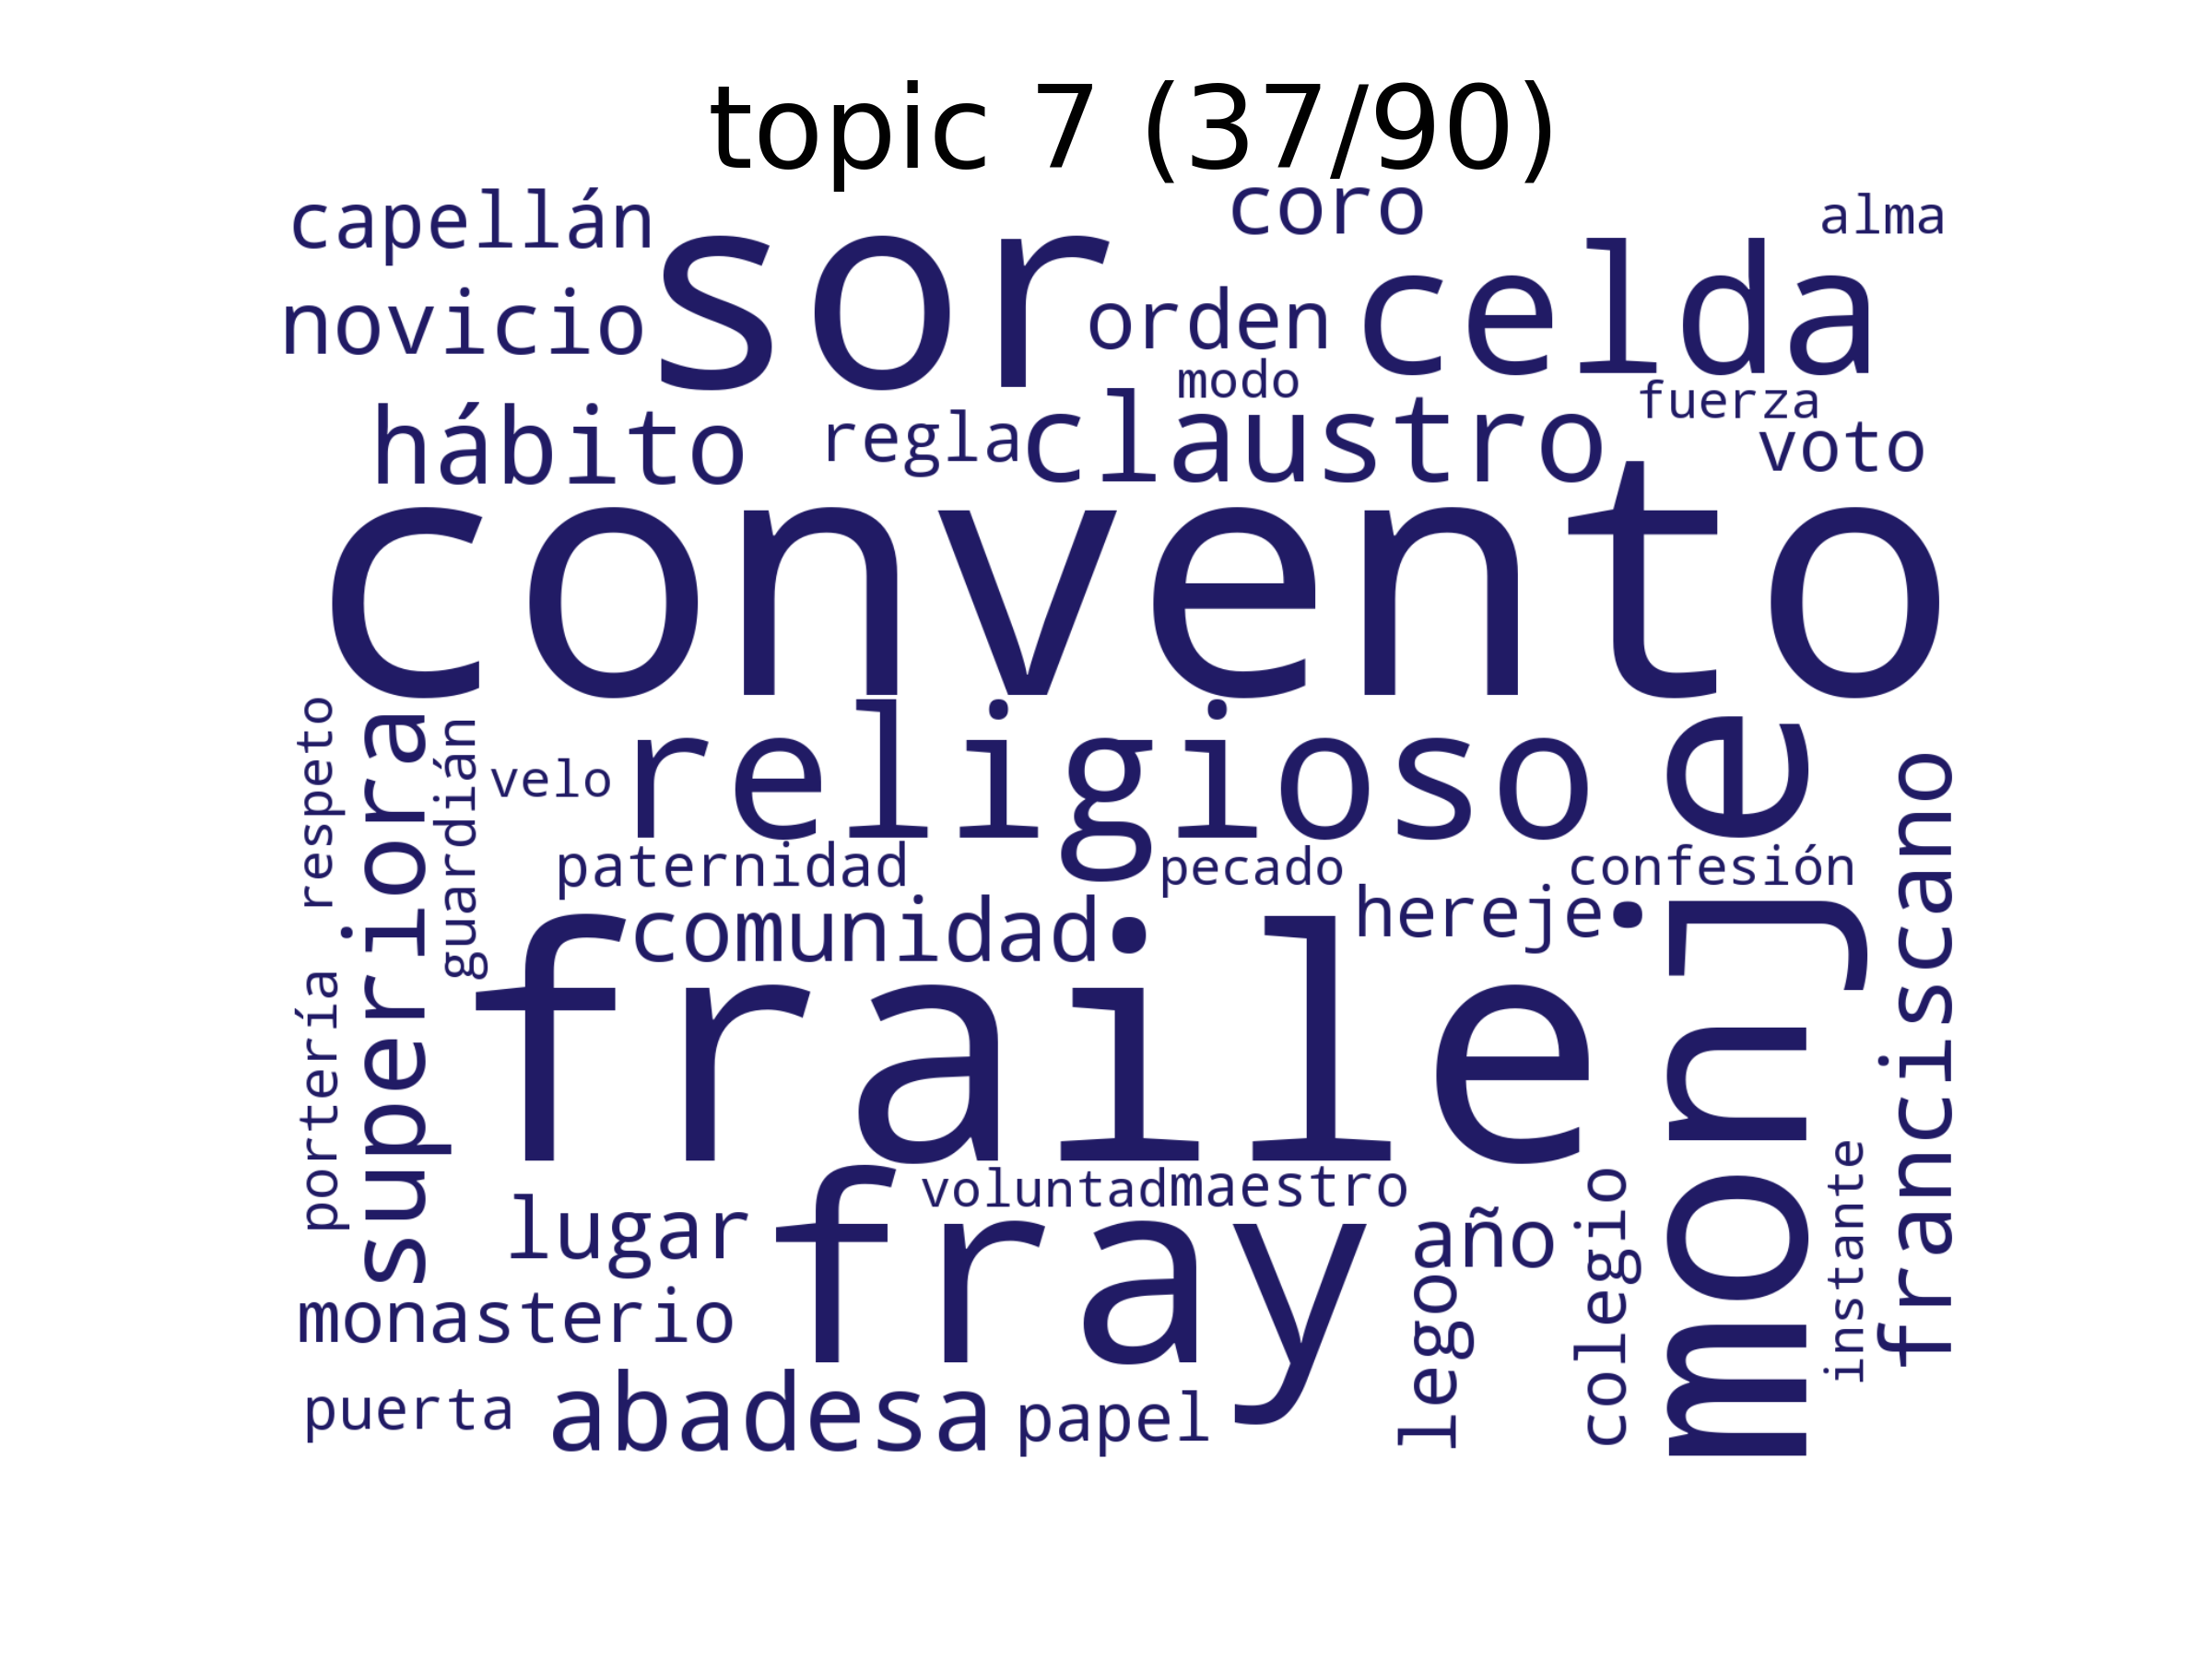 topic 7 (37/90)
capellán
coro
alma
sor
celda
novicio
orden
modo
fuerza
hábito
regla
claustro
voto
convento
respeto
superiora
guardián
velo
religioso
monje
franciscano
paternidad
pecado
confesión
comunidad
hereje
fraile
portería
voluntad
maestro
lugar
fray
año
lego
colegio
instante
monasterio
puerta
abadesa
papel